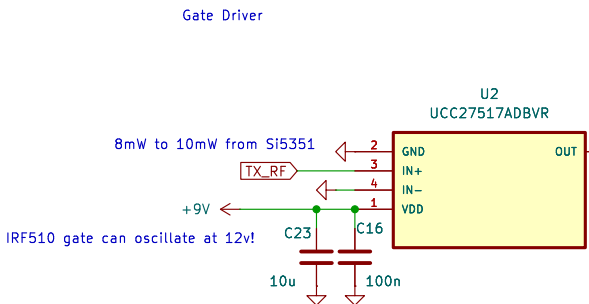 Gate Driver
U2
UCC27517ADBVR
8mW to 10mW from Si5351
2 GND OUT
TX_RF 3 IN+
4 IN-
+9V 1 VDD
C23 C16
IRF510 gate can oscillate at 12v!
10u 100n